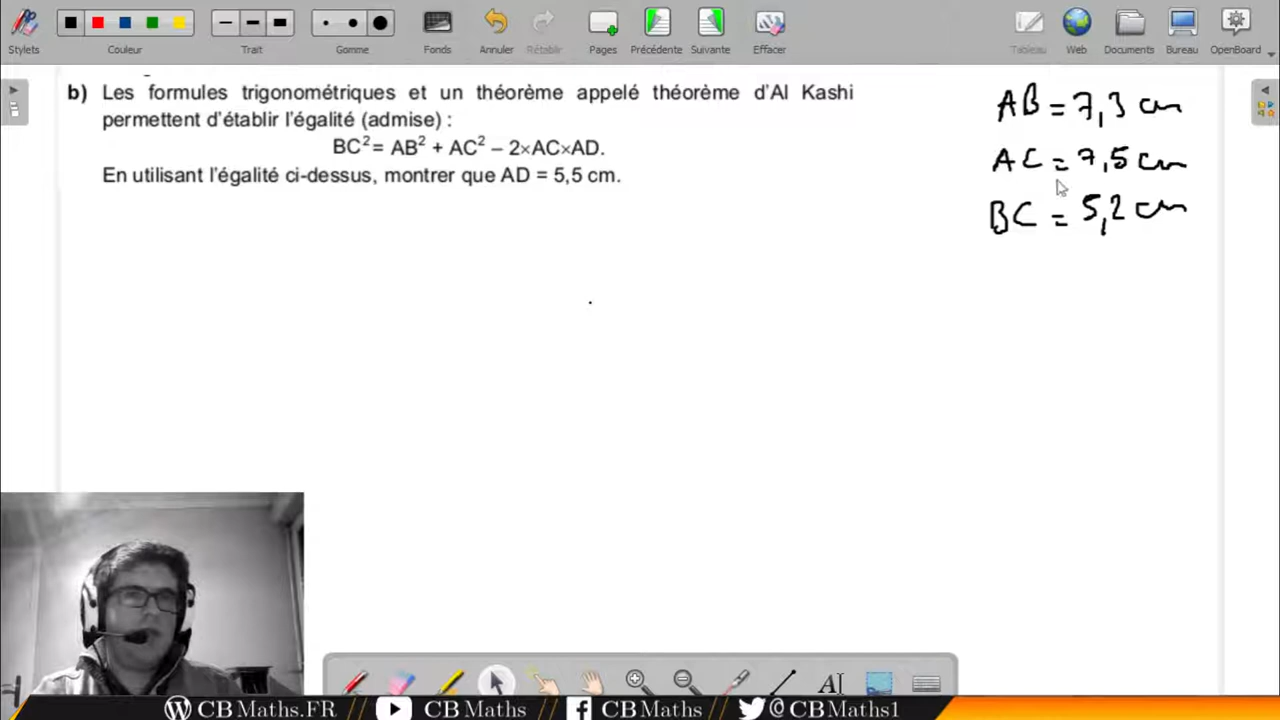 Stylets
Couleur
Trait
Gomme
Fonds
Annuler
Rétablir
Pages
Précédente
Suivante
Effacer
Tableau
Web
Documents
Bureau
OpenBoard
b) Les formules trigonométriques et un théorème appelé théorème d'Al Kashi
permettent d'établir l'égalité (admise) :
BC² = AB² + AC² – 2×AC×AD.
En utilisant l'égalité ci-dessus, montrer que AD = 5,5 cm.
AB = 7,3 cm
AC = 7,5 cm
BC = 5,2 cm
CBMaths.FR
CBMaths
CBMaths
@CBMaths1